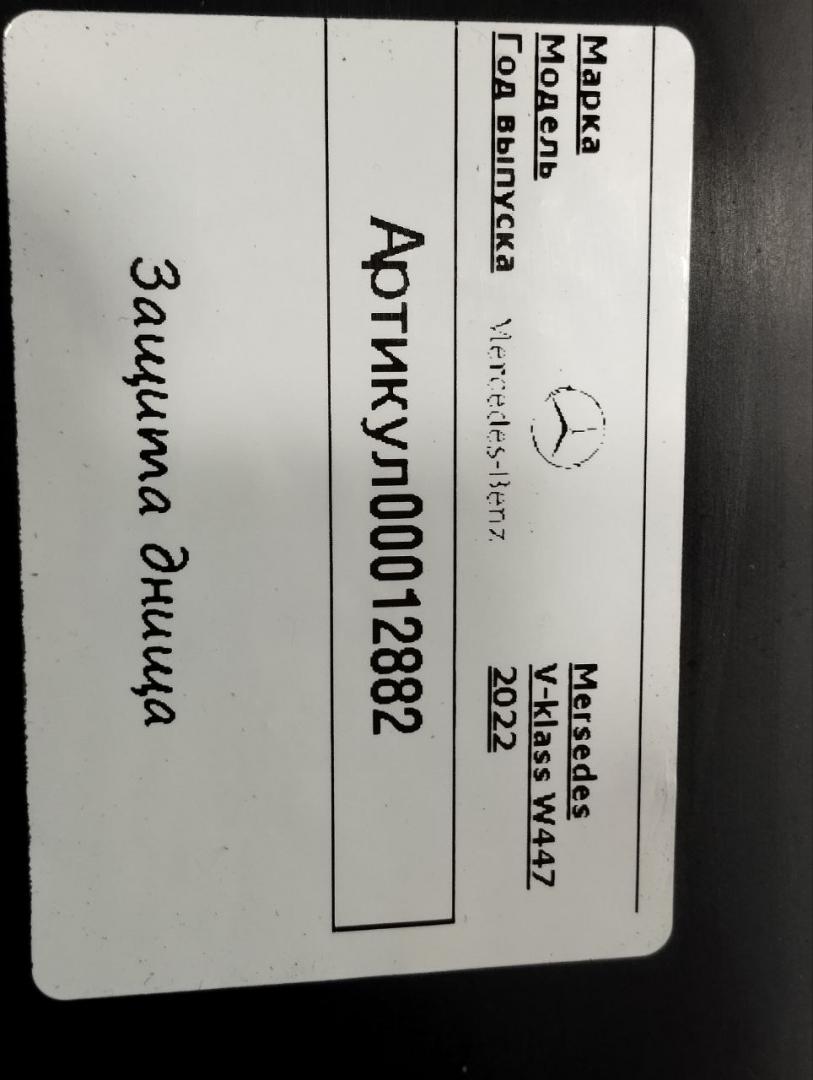 Марка Mersedes
Модель V-klass W447
Год выпуска 2022
Mercedes-Benz
Артикул00012882
Защита днища